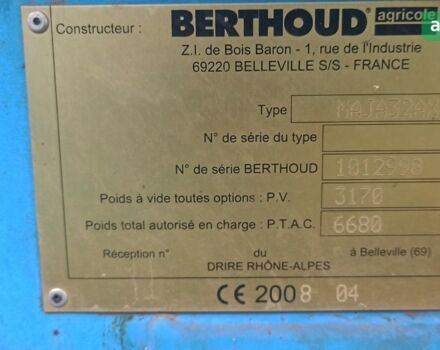 Constructeur : BERTHOUD® agricole
Z.I. de Bois Baron - 1, rue de l'Industrie
69220 BELLEVILLE S/S - FRANCE
Type
N° de série du type
N° de série BERTHOUD 1012998
Poids à vide toutes options : P.V. 3170
Poids total autorisé en charge : P.T.A.C. 6680
Réception n° du à Belleville (69)
DRIRE RHÔNE-ALPES
CE 2008 04